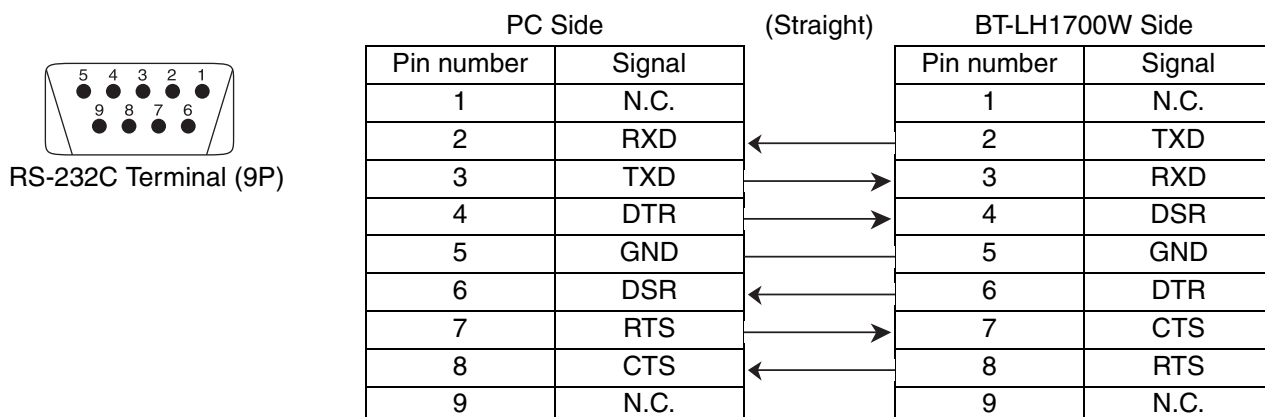 PC Side (Straight) BT-LH1700W Side
Pin number Signal Pin number Signal
5 4 3 2 1
9 8 7 6
RS-232C Terminal (9P)
1 N.C. 1 N.C.
2 RXD 2 TXD
3 TXD 3 RXD
4 DTR 4 DSR
5 GND 5 GND
6 DSR 6 DTR
7 RTS 7 CTS
8 CTS 8 RTS
9 N.C. 9 N.C.